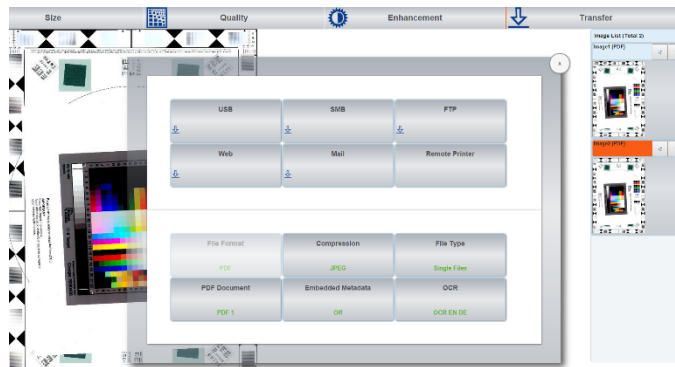 Size Quality Enhancement Transfer
Image List (Total 2)
Image1 (PDF)
Image2 (PDF)
x
USB SMB FTP
Web Mail Remote Printer
File Format Compression File Type
PDF JPEG Single Files
PDF Document Embedded Metadata OCR
PDF 1 Off OCR EN DE